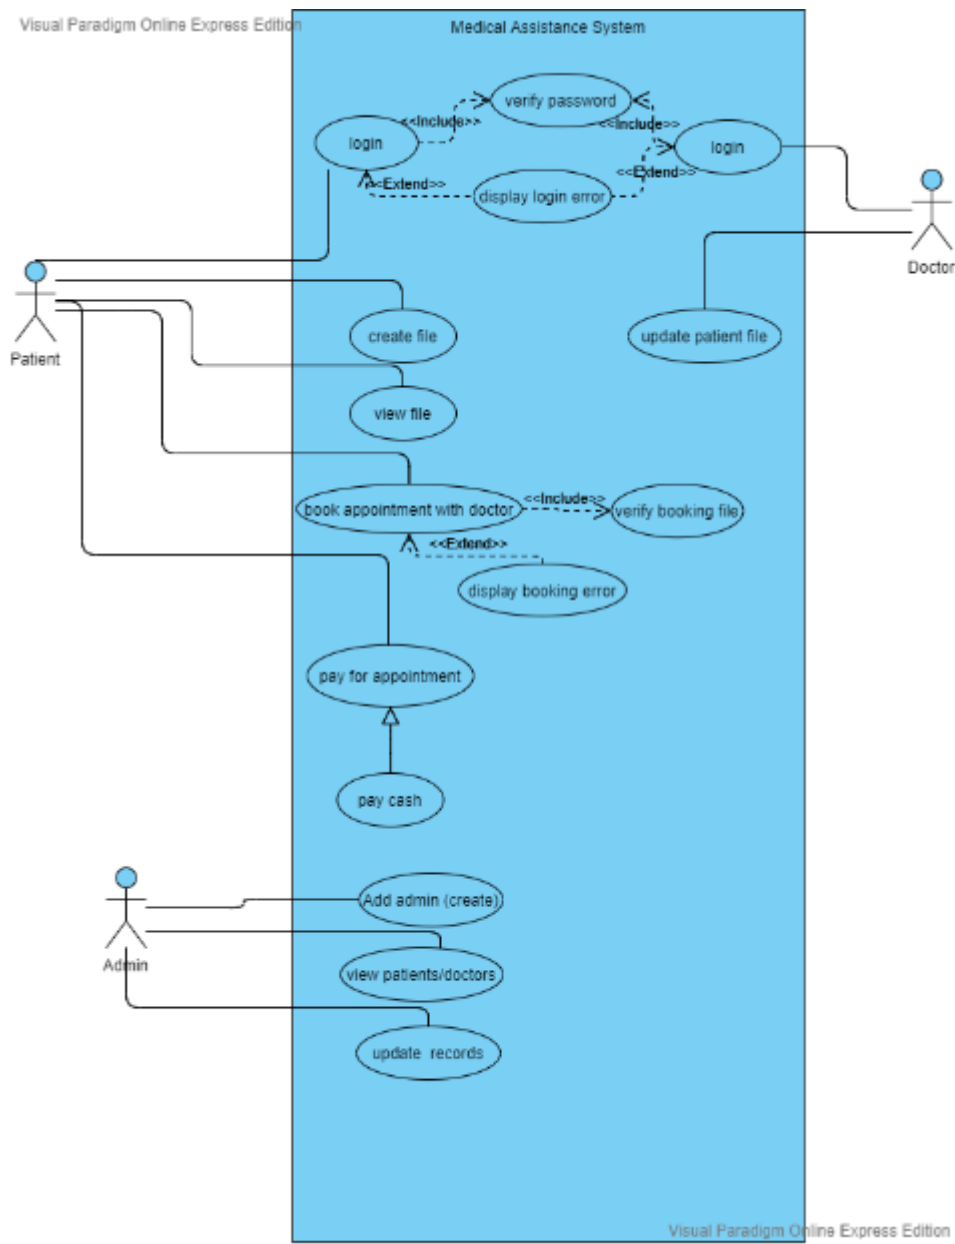 Visual Paradigm Online Express Edition
Medical Assistance System
verify password
<<Include>>
<<Include>>
login
login
<<Extend>>
<<Extend>>
display login error
Doctor
create file
update patient file
Patient
view file
<<Include>>
book appointment with doctor
verify booking file
<<Extend>>
display booking error
pay for appointment
pay cash
Add admin (create)
Admin
view patients/doctors
update records
Visual Paradigm Online Express Edition